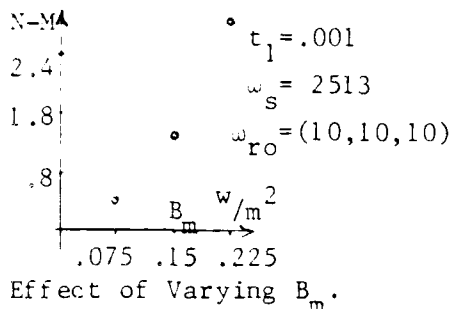 N-M
t_l=.001
2.4
ω_s= 2513
1.8
ω_ro=(10,10,10)
.8
B_m w/m^2
.075 .15 .225
Effect of Varying B_m.